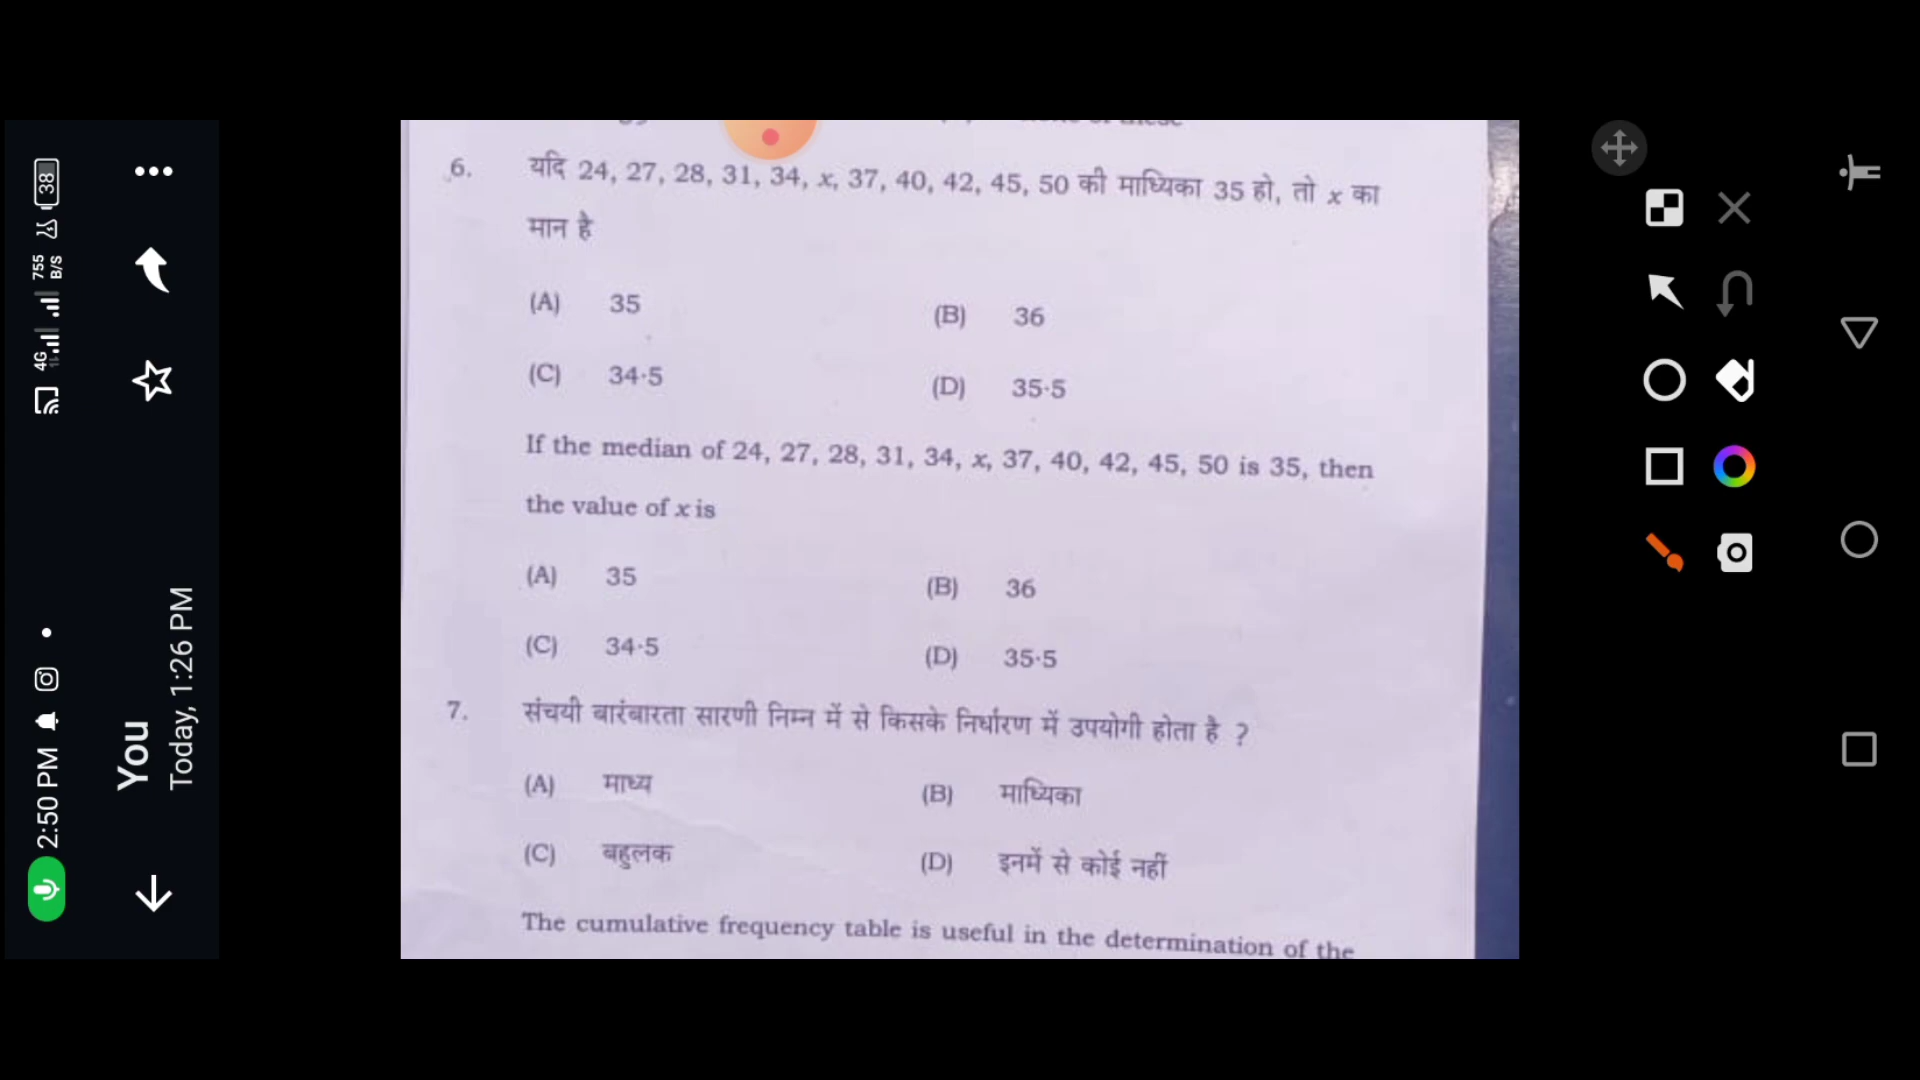 6. यदि 24, 27, 28, 31, 34, x, 37, 40, 42, 45, 50 की माध्यिका 35 हो, तो x का
मान है
(A) 35 (B) 36
(C) 34·5 (D) 35·5
If the median of 24, 27, 28, 31, 34, x, 37, 40, 42, 45, 50 is 35, then
the value of x is
(A) 35 (B) 36
(C) 34·5 (D) 35·5
7. संचयी बारंबारता सारणी निम्न में से किसके निर्धारण में उपयोगी होता है ?
(A) माध्य (B) माध्यिका
(C) बहुलक (D) इनमें से कोई नहीं
The cumulative frequency table is useful in the determination of the
2:50 PM
4G 755 B/S 38
You
Today, 1:26 PM